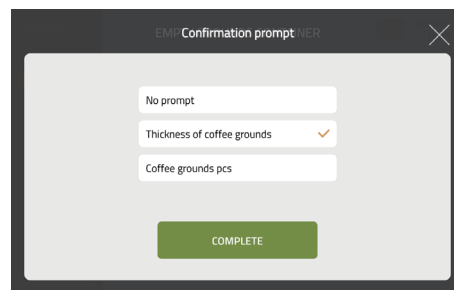 Confirmation prompt
No prompt
Thickness of coffee grounds
Coffee grounds pcs
COMPLETE